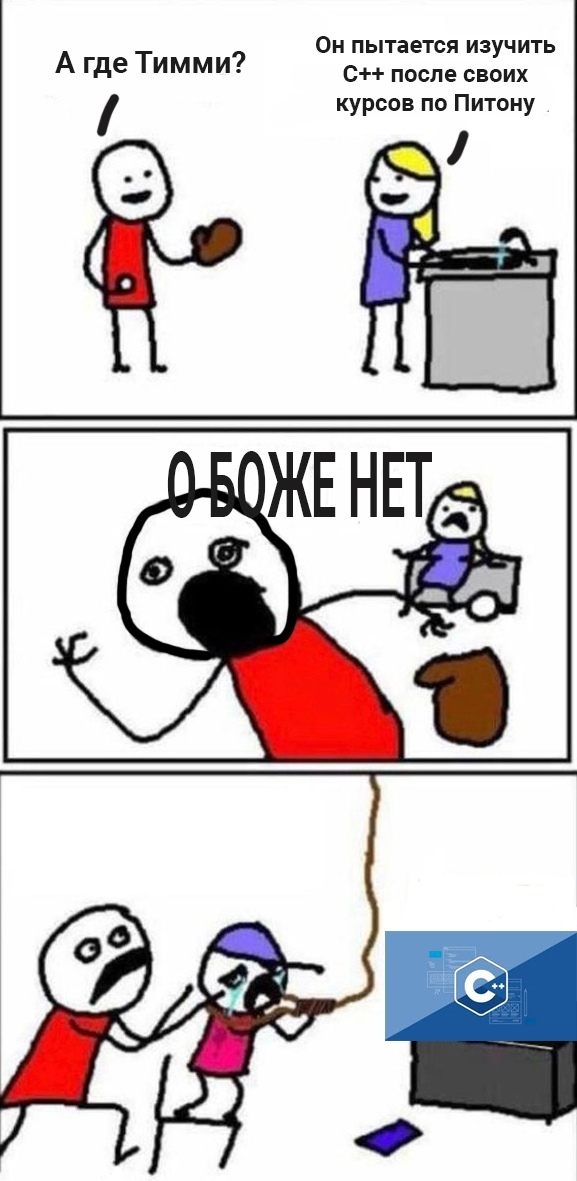 А где Тимми?
Он пытается изучить
C++ после своих
курсов по Питону
О БОЖЕ НЕТ
C++